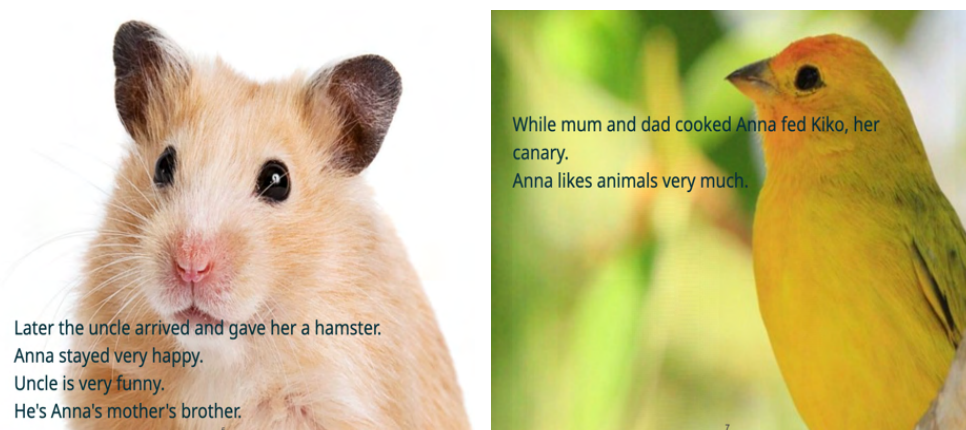 Later the uncle arrived and gave her a hamster.
Anna stayed very happy.
Uncle is very funny.
He's Anna's mother's brother.
While mum and dad cooked Anna fed Kiko, her
canary.
Anna likes animals very much.
7